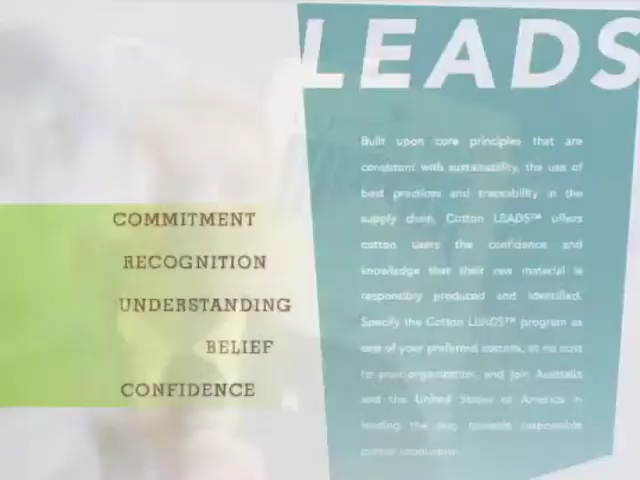 LEADS
Built upon core principles that are
consistent with sustainability, the use of
best practices and traceability in the
supply chain, Cotton LEADS™ offers
cotton users the confidence and
knowledge that their raw material is
responsibly produced and identified.
Specify the Cotton LEADS™ program as
one of your preferred cottons, at no cost
to your organization, and join Australia
and the United States of America in
leading the way towards responsible
cotton production.
COMMITMENT
RECOGNITION
UNDERSTANDING
BELIEF
CONFIDENCE